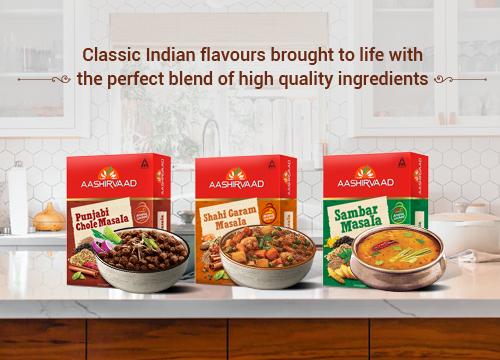 Classic Indian flavours brought to life with
the perfect blend of high quality ingredients
AASHIRVAAD
Punjabi
Chole Masala
AASHIRVAAD
Shahi Garam
Masala
AASHIRVAAD
Sambar
Masala